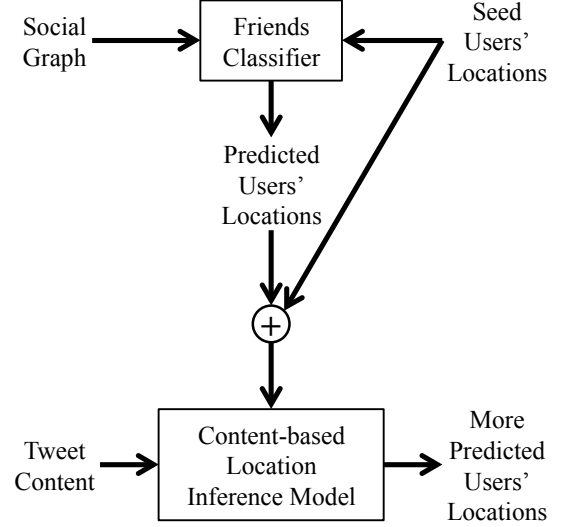 Social
Graph
Friends
Classifier
Seed
Users'
Locations
Predicted
Users'
Locations
+
Tweet
Content
Content-based
Location
Inference Model
More
Predicted
Users'
Locations